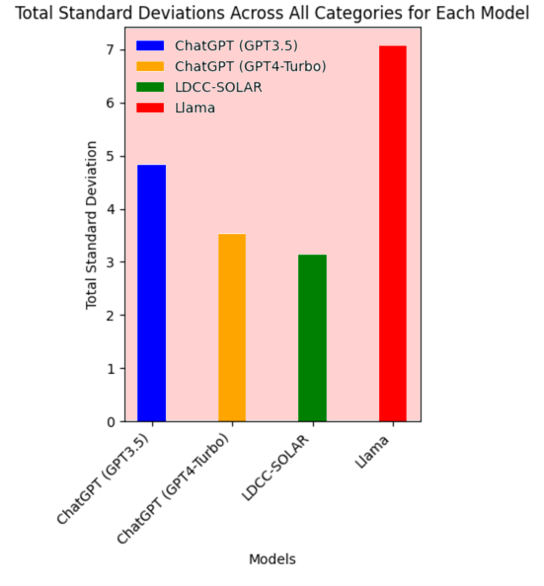 Total Standard Deviations Across All Categories for Each Model
ChatGPT (GPT3.5)
ChatGPT (GPT4-Turbo)
LDCC-SOLAR
Llama
Total Standard Deviation
7
6
5
4
3
2
1
0
ChatGPT (GPT3.5)
ChatGPT (GPT4-Turbo)
LDCC-SOLAR
Llama
Models